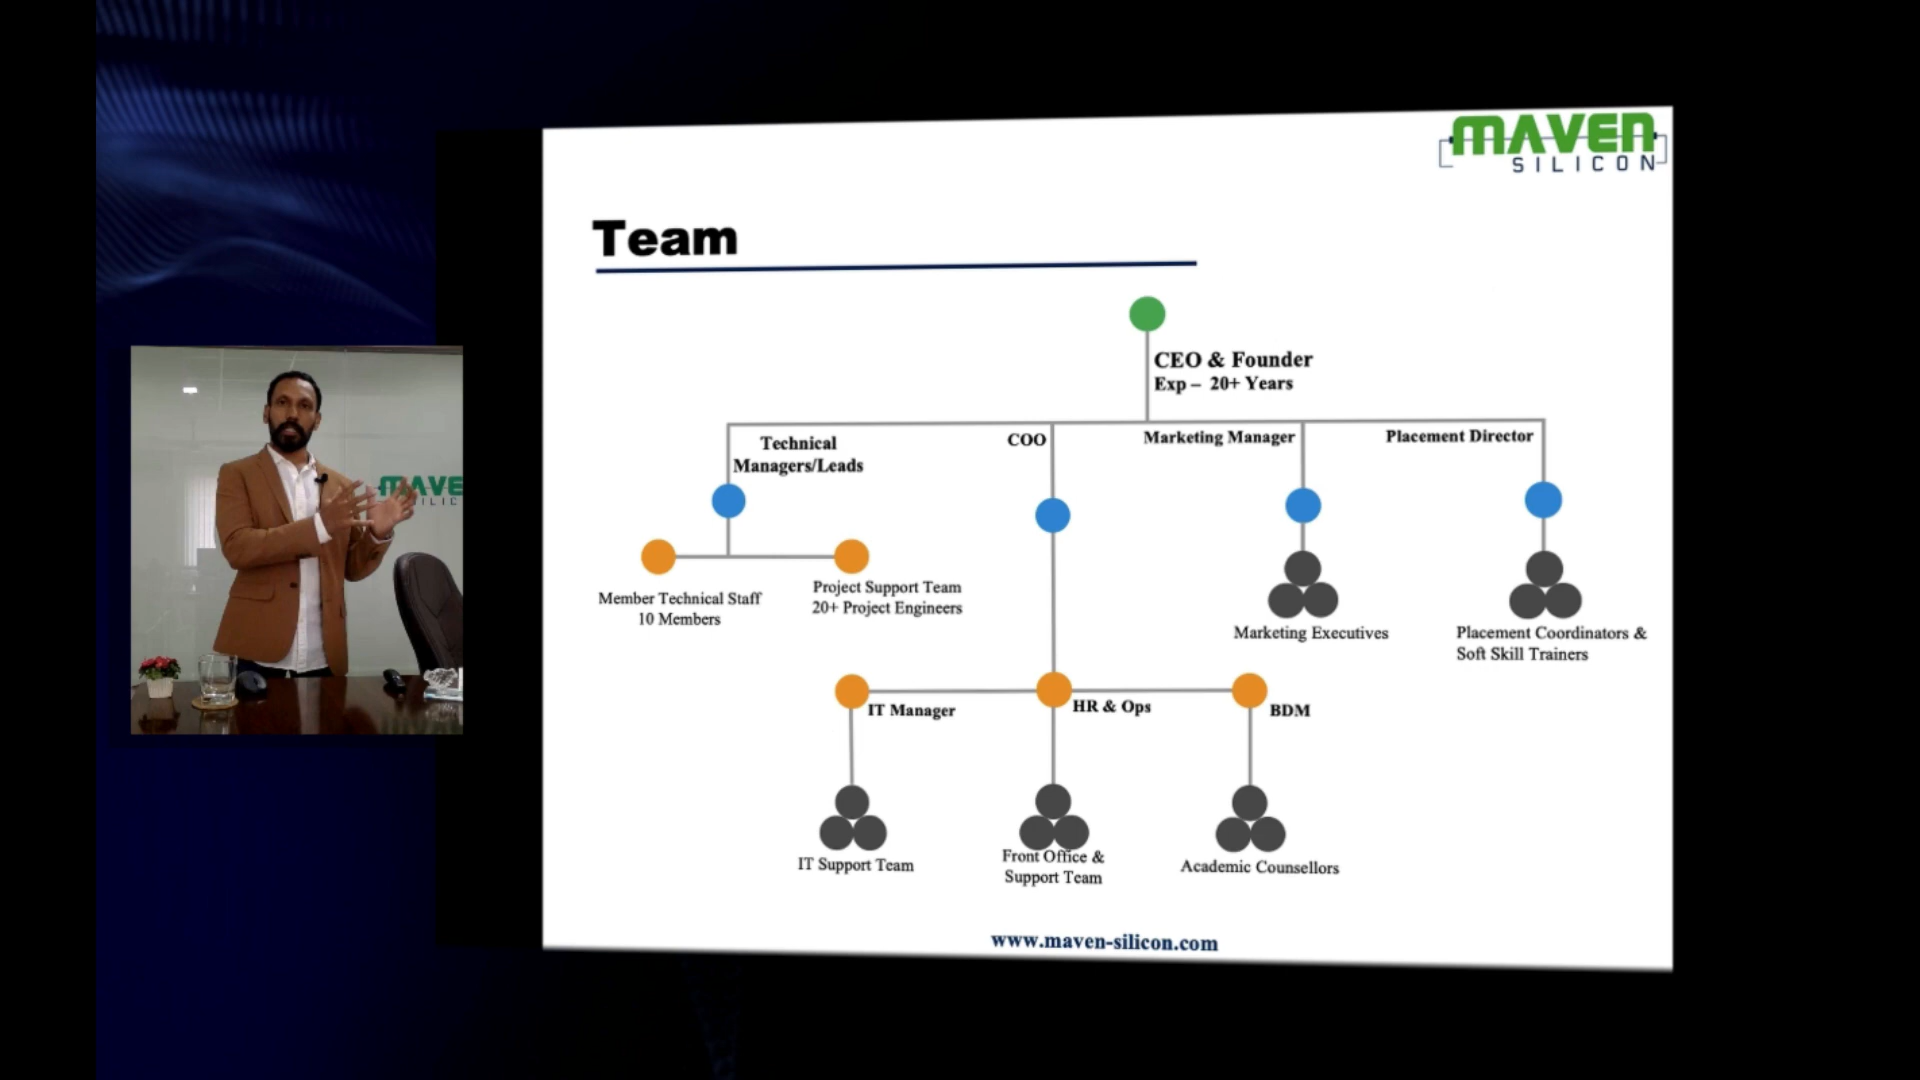 MAVEN
SILICON
Team
CEO & Founder
Exp – 20+ Years
Technical
Managers/Leads
COO
Marketing Manager
Placement Director
Member Technical Staff
10 Members
Project Support Team
20+ Project Engineers
Marketing Executives
Placement Coordinators &
Soft Skill Trainers
IT Manager
HR & Ops
BDM
IT Support Team
Front Office &
Support Team
Academic Counsellors
www.maven-silicon.com
MAVE
ILIC